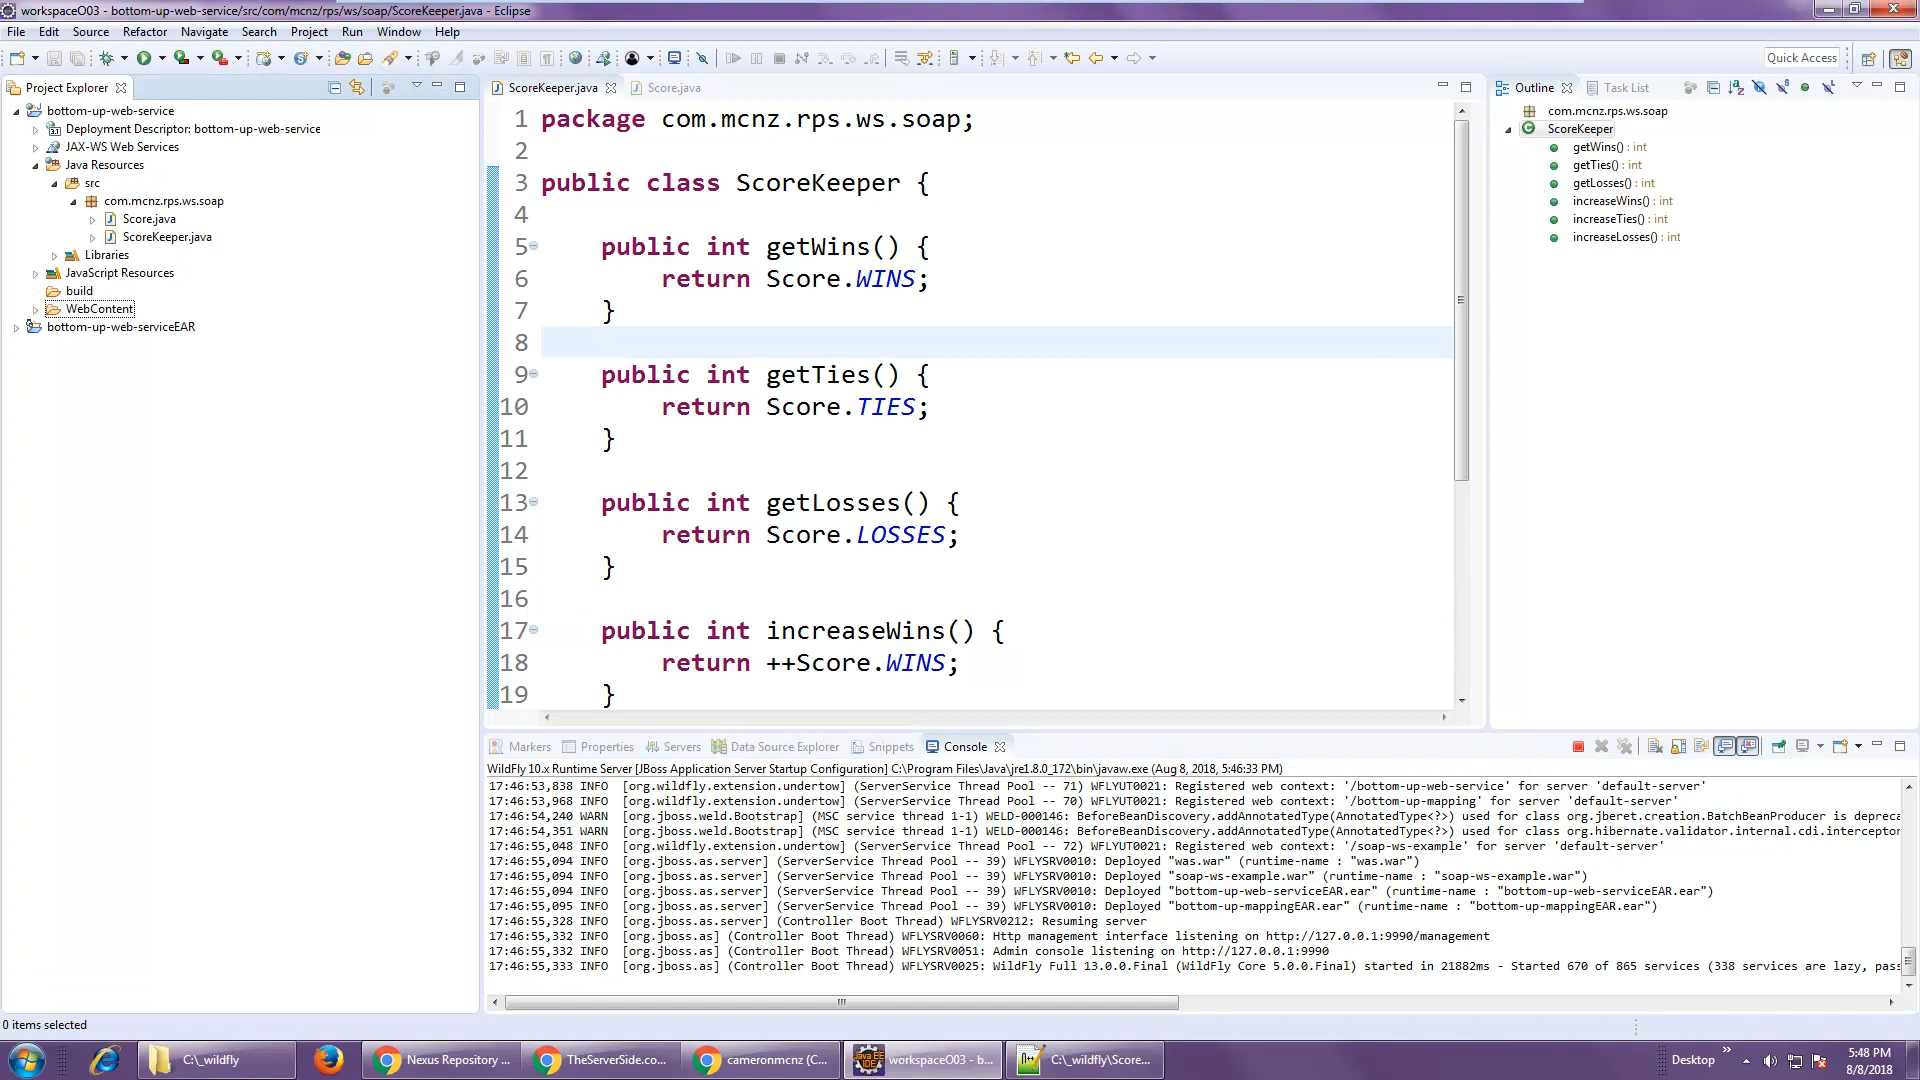 workspaceO03 - bottom-up-web-service/src/com/mcnz/rps/ws/soap/ScoreKeeper.java - Eclipse
File Edit Source Refactor Navigate Search Project Run Window Help
Quick Access
Project Explorer
bottom-up-web-service
Deployment Descriptor: bottom-up-web-service
JAX-WS Web Services
Java Resources
src
com.mcnz.rps.ws.soap
Score.java
ScoreKeeper.java
Libraries
JavaScript Resources
build
WebContent
bottom-up-web-serviceEAR
ScoreKeeper.java Score.java
1 package com.mcnz.rps.ws.soap;
2
3 public class ScoreKeeper {
4
5 public int getWins() {
6 return Score.WINS;
7 }
8
9 public int getTies() {
10 return Score.TIES;
11 }
12
13 public int getLosses() {
14 return Score.LOSSES;
15 }
16
17 public int increaseWins() {
18 return ++Score.WINS;
19 }
Outline Task List
com.mcnz.rps.ws.soap
ScoreKeeper
getWins() : int
getTies() : int
getLosses() : int
increaseWins() : int
increaseTies() : int
increaseLosses() : int
Markers Properties Servers Data Source Explorer Snippets Console
WildFly 10.x Runtime Server [JBoss Application Server Startup Configuration] C:\Program Files\Java\jre1.8.0_172\bin\javaw.exe (Aug 8, 2018, 5:46:33 PM)
17:46:53,838 INFO [org.wildfly.extension.undertow] (ServerService Thread Pool -- 71) WFLYUT0021: Registered web context: '/bottom-up-web-service' for server 'default-server'
17:46:53,968 INFO [org.wildfly.extension.undertow] (ServerService Thread Pool -- 70) WFLYUT0021: Registered web context: '/bottom-up-mapping' for server 'default-server'
17:46:54,240 WARN [org.jboss.weld.Bootstrap] (MSC service thread 1-1) WELD-000146: BeforeBeanDiscovery.addAnnotatedType(AnnotatedType<?>) used for class org.jberet.creation.BatchBeanProducer is depreca
17:46:54,351 WARN [org.jboss.weld.Bootstrap] (MSC service thread 1-1) WELD-000146: BeforeBeanDiscovery.addAnnotatedType(AnnotatedType<?>) used for class org.hibernate.validator.internal.cdi.interceptor
17:46:55,048 INFO [org.wildfly.extension.undertow] (ServerService Thread Pool -- 72) WFLYUT0021: Registered web context: '/soap-ws-example' for server 'default-server'
17:46:55,094 INFO [org.jboss.as.server] (ServerService Thread Pool -- 39) WFLYSRV0010: Deployed "was.war" (runtime-name : "was.war")
17:46:55,094 INFO [org.jboss.as.server] (ServerService Thread Pool -- 39) WFLYSRV0010: Deployed "soap-ws-example.war" (runtime-name : "soap-ws-example.war")
17:46:55,094 INFO [org.jboss.as.server] (ServerService Thread Pool -- 39) WFLYSRV0010: Deployed "bottom-up-web-serviceEAR.ear" (runtime-name : "bottom-up-web-serviceEAR.ear")
17:46:55,095 INFO [org.jboss.as.server] (ServerService Thread Pool -- 39) WFLYSRV0010: Deployed "bottom-up-mappingEAR.ear" (runtime-name : "bottom-up-mappingEAR.ear")
17:46:55,328 INFO [org.jboss.as.server] (Controller Boot Thread) WFLYSRV0212: Resuming server
17:46:55,332 INFO [org.jboss.as] (Controller Boot Thread) WFLYSRV0060: Http management interface listening on http://127.0.0.1:9990/management
17:46:55,332 INFO [org.jboss.as] (Controller Boot Thread) WFLYSRV0051: Admin console listening on http://127.0.0.1:9990
17:46:55,333 INFO [org.jboss.as] (Controller Boot Thread) WFLYSRV0025: WildFly Full 13.0.0.Final (WildFly Core 5.0.0.Final) started in 21882ms - Started 670 of 865 services (338 services are lazy, pass
0 items selected
C:\_wildfly
Nexus Repository ...
TheServerSide.co...
cameronmcnz (C...
workspaceO03 - b...
C:\_wildfly\Score...
Desktop
5:48 PM
8/8/2018